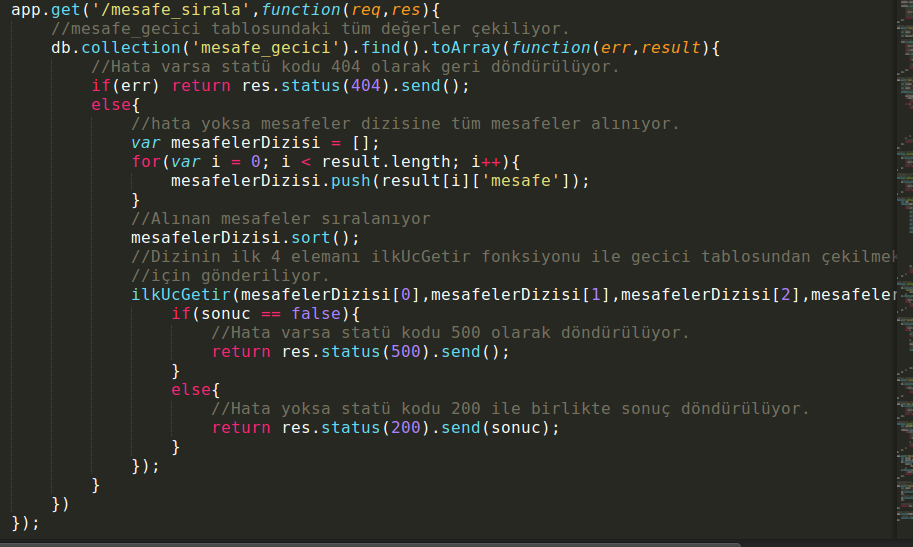 app.get('/mesafe_sirala',function(req,res){
//mesafe_gecici tablosundaki tüm değerler çekiliyor.
db.collection('mesafe_gecici').find().toArray(function(err,result){
//Hata varsa statü kodu 404 olarak geri döndürülüyor.
if(err) return res.status(404).send();
else{
//hata yoksa mesafeler dizisine tüm mesafeler alınıyor.
var mesafelerDizisi = [];
for(var i = 0; i < result.length; i++){
mesafelerDizisi.push(result[i]['mesafe']);
}
//Alınan mesafeler sıralanıyor
mesafelerDizisi.sort();
//Dizinin ilk 4 elemanı ilkUcGetir fonksiyonu ile gecici tablosundan çekilmek
//için gönderiliyor.
ilkUcGetir(mesafelerDizisi[0],mesafelerDizisi[1],mesafelerDizisi[2],mesafeler
if(sonuc == false){
//Hata varsa statü kodu 500 olarak döndürülüyor.
return res.status(500).send();
}
else{
//Hata yoksa statü kodu 200 ile birlikte sonuç döndürülüyor.
return res.status(200).send(sonuc);
}
});
}
})
});